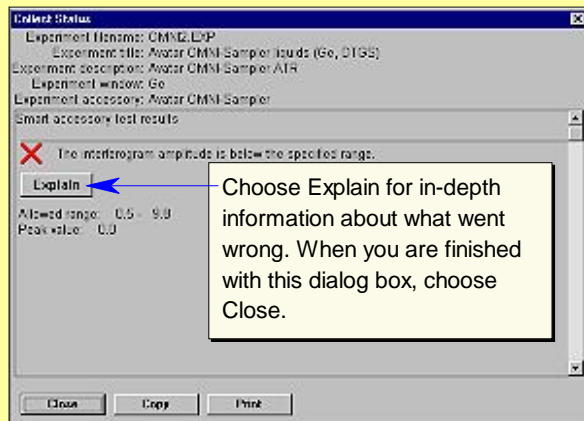 Collect Status
Experiment filename: OMNI2.EXP
Experiment title: Avatar OMNI-Sampler liquids (Ge, DTGS)
Experiment description: Avatar OMNI-Sampler ATR
Experiment window: Ge
Experiment accessory: Avatar OMNI-Sampler
Smart accessory test results
The interferogram amplitude is below the specified range.
Explain
Allowed range: 0.5 - 9.8
Peak value: 0.0
Choose Explain for in-depth
information about what went
wrong. When you are finished
with this dialog box, choose
Close.
Close
Copy
Print